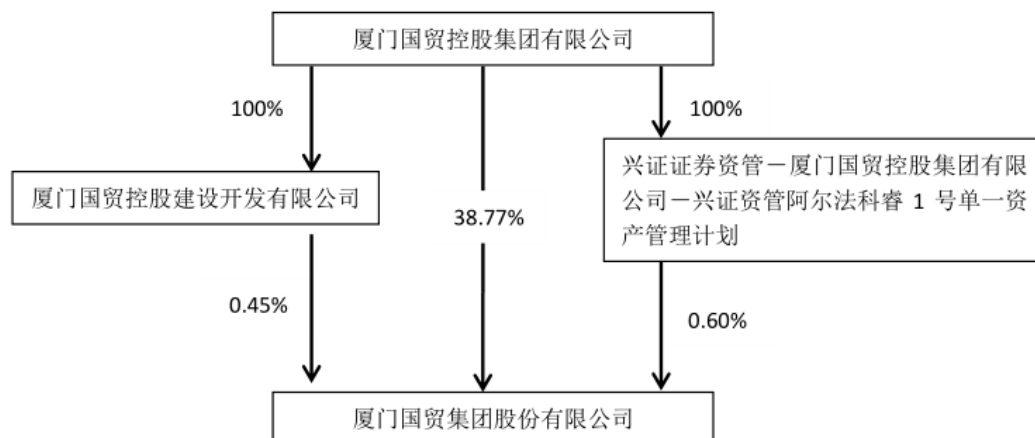 厦门国贸控股集团有限公司
100%
100%
厦门国贸控股建设开发有限公司
兴证证券资管－厦门国贸控股集团有限
公司－兴证资管阿尔法科睿 1 号单一资
产管理计划
38.77%
0.45%
0.60%
厦门国贸集团股份有限公司